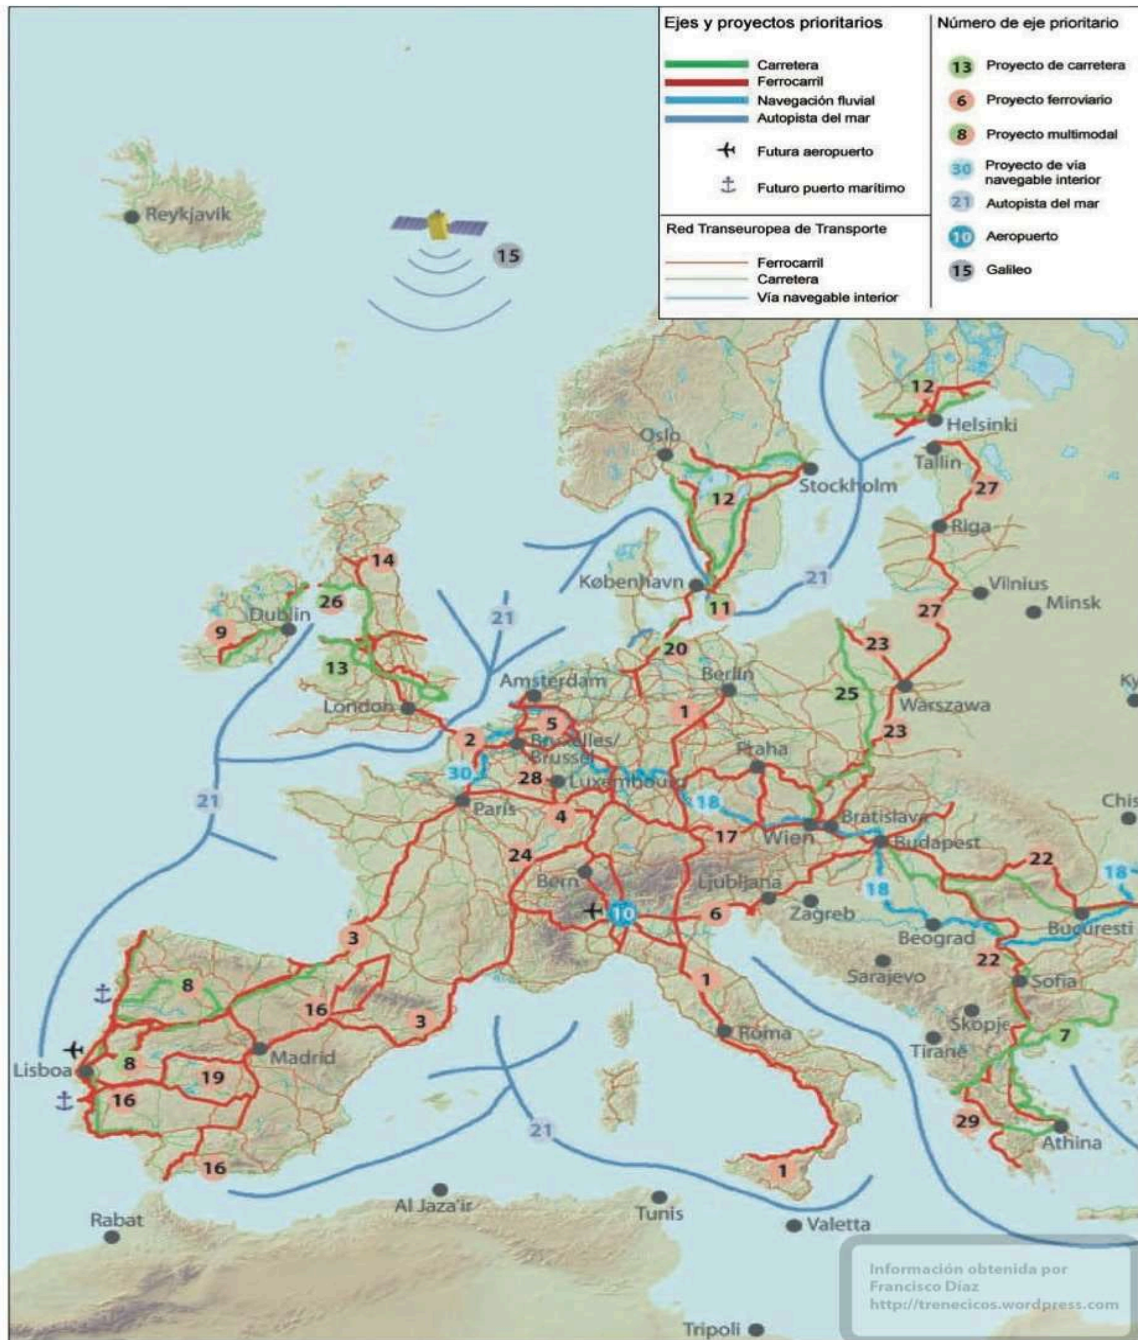 Ejes y proyectos prioritarios
Carretera
Ferrocarril
Navegación fluvial
Autopista del mar
Futura aeropuerto
Futuro puerto marítimo
Red Transeuropea de Transporte
Ferrocarril
Carretera
Vía navegable interior
Número de eje prioritario
13 Proyecto de carretera
6 Proyecto ferroviario
8 Proyecto multimodal
30 Proyecto de vía
navegable interior
21 Autopista del mar
10 Aeropuerto
15 Galileo
Reykjavík
15
12
Helsinki
Oslo
Tallin
Stockholm
12
27
Riga
14
København
21
Vilnius
26
11
Minsk
21
Dublin
27
9
20
23
13
Amsterdam
Berlin
25
Warszawa
Ky
London
5
1
2
Bruxelles/
Brussel
23
Praha
30
28
Luxembourg
21
París
18
Chis
4
Bratislava
Wien
17
Budapest
24
22
Bern
Ljubljana
18
18
10
6
Zagreb
Bucuresti
Beograd
3
22
Sarajevo
8
1
Sofia
16
3
Skopje
Roma
7
Madrid
Tirane
Lisboa
8
19
16
29
Athina
21
16
1
Al Jaza'ir
Tunis
Rabat
Valetta
Información obtenida por
Francisco Díaz
http://trenecicos.wordpress.com
Tripoli